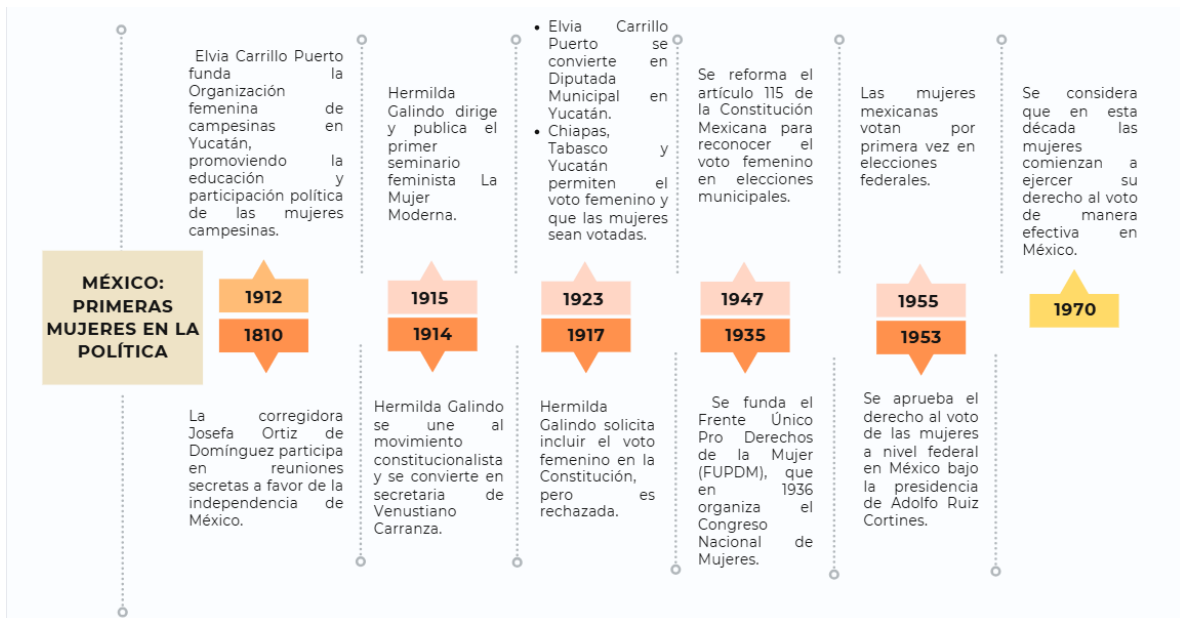 MÉXICO:
PRIMERAS
MUJERES EN LA
POLÍTICA
Elvia Carrillo Puerto
funda la
Organización
femenina de
campesinas en
Yucatán,
promoviendo la
educación y
participación política
de las mujeres
campesinas.
1912
1810
La corregidora
Josefa Ortiz de
Domínguez participa
en reuniones
secretas a favor de la
independencia de
México.
Hermilda
Galindo dirige
y publica el
primer
seminario
feminista La
Mujer
Moderna.
1915
1914
Hermilda Galindo
se une al
movimiento
constitucionalista
y se convierte en
secretaria de
Venustiano
Carranza.
• Elvia Carrillo
Puerto se
convierte en
Diputada
Municipal en
Yucatán.
• Chiapas,
Tabasco y
Yucatán
permiten el
voto femenino y
que las mujeres
sean votadas.
1923
1917
Hermilda
Galindo solicita
incluir el voto
femenino en la
Constitución,
pero es
rechazada.
Se reforma el
artículo 115 de
la Constitución
Mexicana para
reconocer el
voto femenino
en elecciones
municipales.
1947
1935
Se funda el
Frente Único
Pro Derechos
de la Mujer
(FUPDM), que
en 1936
organiza el
Congreso
Nacional de
Mujeres.
Las mujeres
mexicanas
votan por
primera vez en
elecciones
federales.
1955
1953
Se aprueba el
derecho al voto
de las mujeres
a nivel federal
en México bajo
la presidencia
de Adolfo Ruiz
Cortines.
Se considera
que en esta
década las
mujeres
comienzan a
ejercer su
derecho al voto
de manera
efectiva en
México.
1970